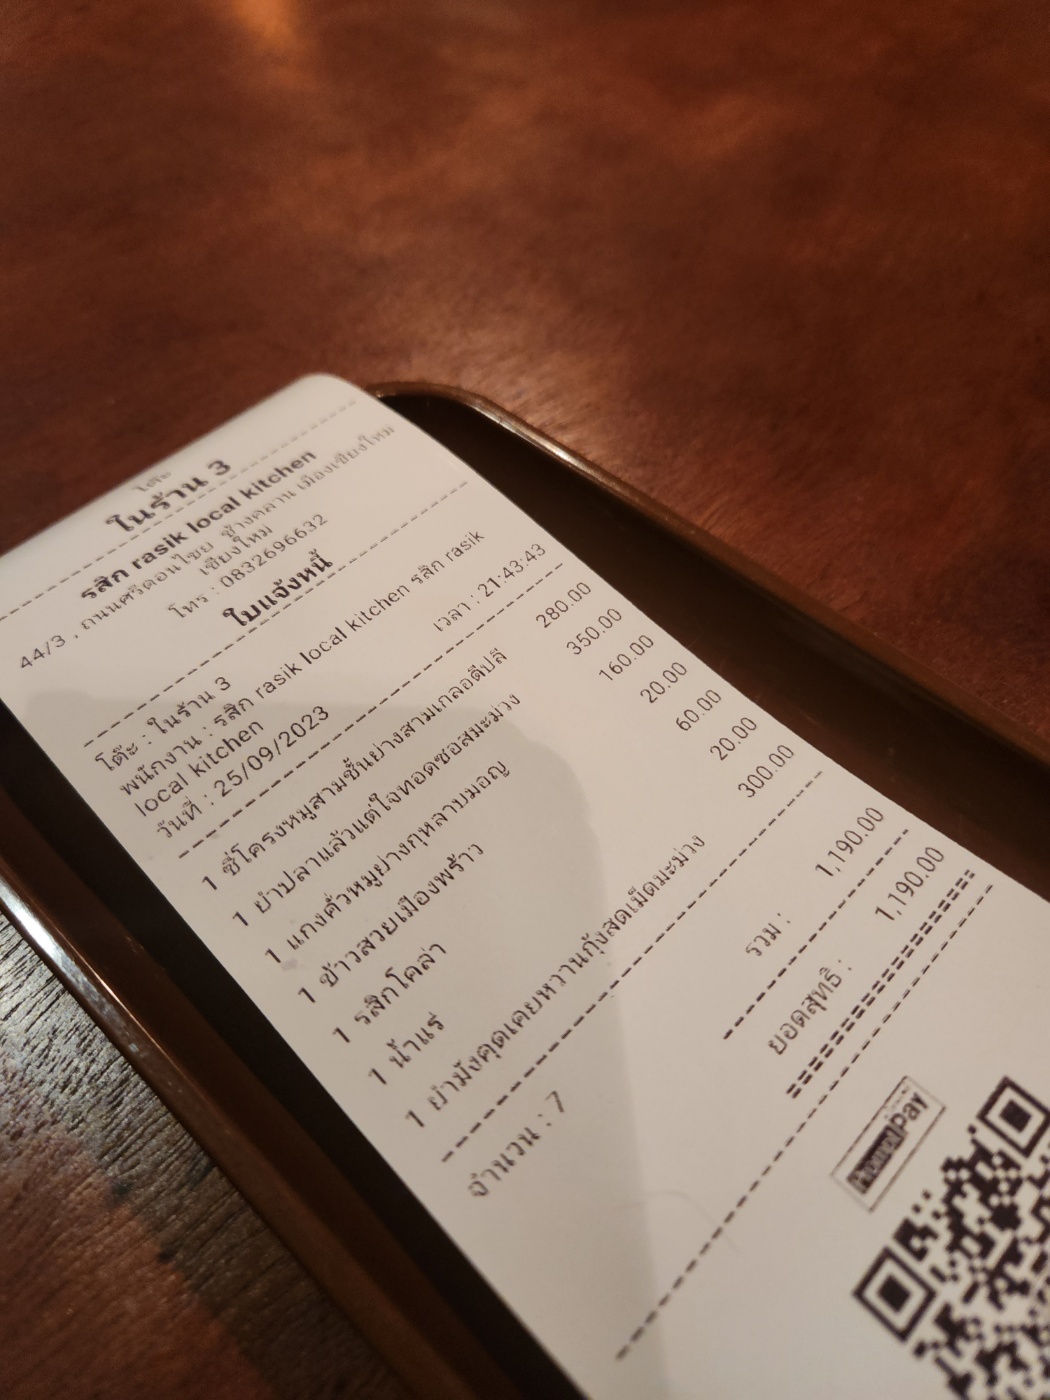 โต๊ะ
ในร้าน 3
รสิก rasik local kitchen
44/3 , ถนนศรีดอนไชย ช้างคลาน เมืองเชียงใหม่
เชียงใหม่
โทร : 0832696632
ใบแจ้งหนี้
โต๊ะ : ในร้าน 3
พนักงาน : รสิก rasik local kitchen รสิก rasik
local kitchen
วันที่ : 25/09/2023 เวลา : 21:43:43
1 ซี่โครงหมูสามชั้นย่างสามเกลอดีปลี 280.00
1 ยำปลาแล้วแต่ใจทอดซอสมะม่วง 350.00
1 แกงคั่วหมูย่างกุหลาบมอญ 160.00
1 ข้าวสวยเมืองพร้าว 20.00
1 รสิกโคล่า 60.00
1 น้ำแร่ 20.00
1 ยำมังคุดเคยหวานกุ้งสดเม็ดมะม่วง 300.00
จำนวน : 7 รวม : 1,190.00
ยอดสุทธิ : 1,190.00
PromptPay